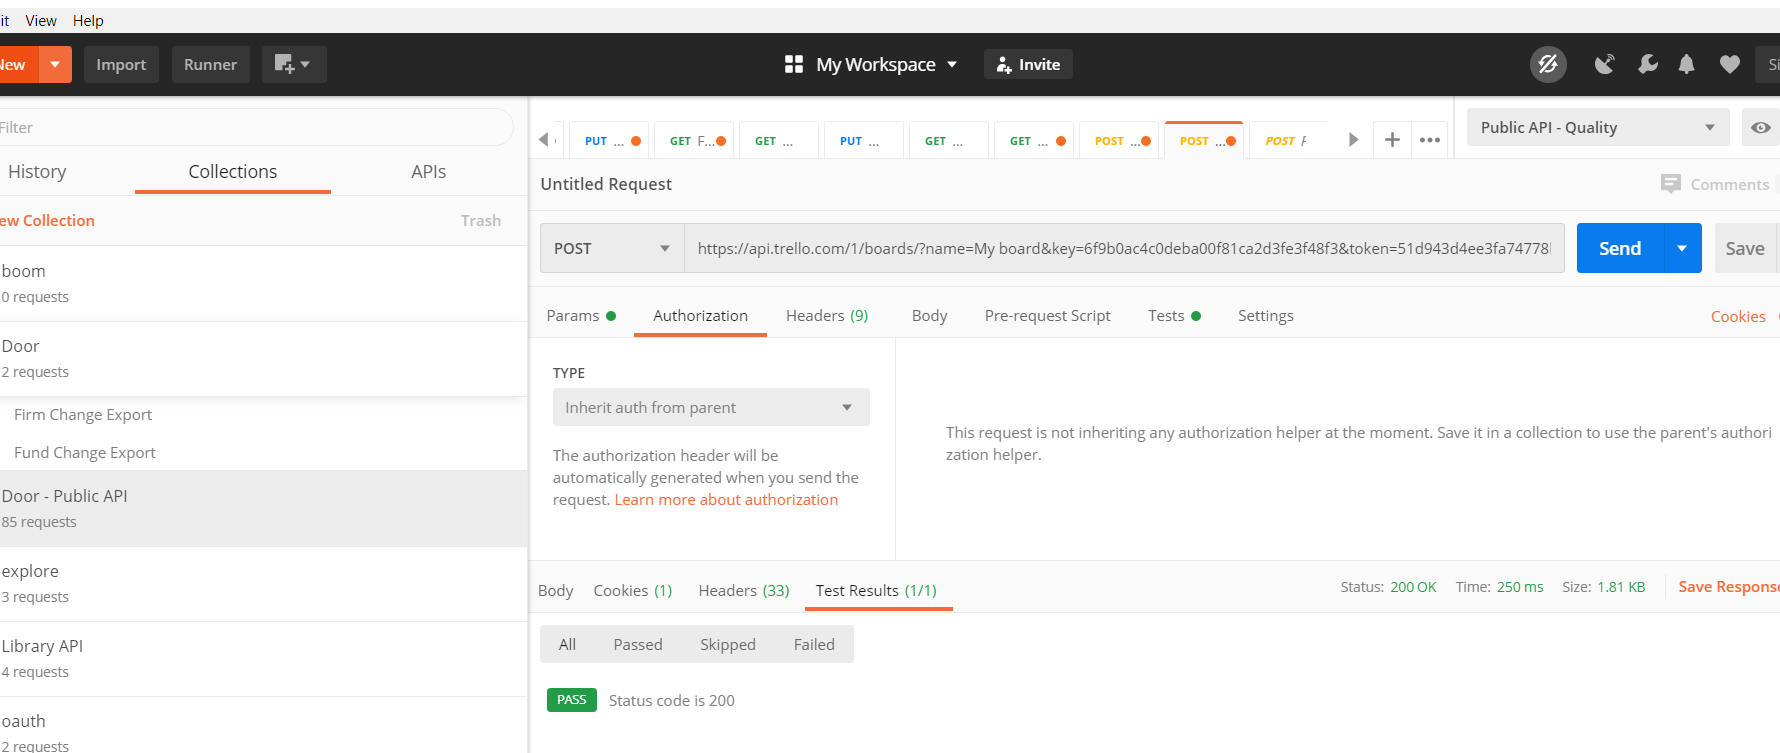 it View Help
New Import Runner My Workspace Invite
Filter
History Collections APIs
ew Collection Trash
boom
0 requests
Door
2 requests
Firm Change Export
Fund Change Export
Door - Public API
85 requests
explore
3 requests
Library API
4 requests
oauth
2 requests
PUT ... GET F... GET ... PUT ... GET ... GET ... POST ... POST ... POST
Public API - Quality
Untitled Request Comments
POST https://api.trello.com/1/boards/?name=My board&key=6f9b0ac4c0deba00f81ca2d3fe3f48f3&token=51d943d4ee3fa74778 Send Save
Params Authorization Headers (9) Body Pre-request Script Tests Settings Cookies
TYPE
Inherit auth from parent
The authorization header will be
automatically generated when you send the
request. Learn more about authorization
This request is not inheriting any authorization helper at the moment. Save it in a collection to use the parent's authori
zation helper.
Body Cookies (1) Headers (33) Test Results (1/1) Status: 200 OK Time: 250 ms Size: 1.81 KB Save Respons
All Passed Skipped Failed
PASS Status code is 200